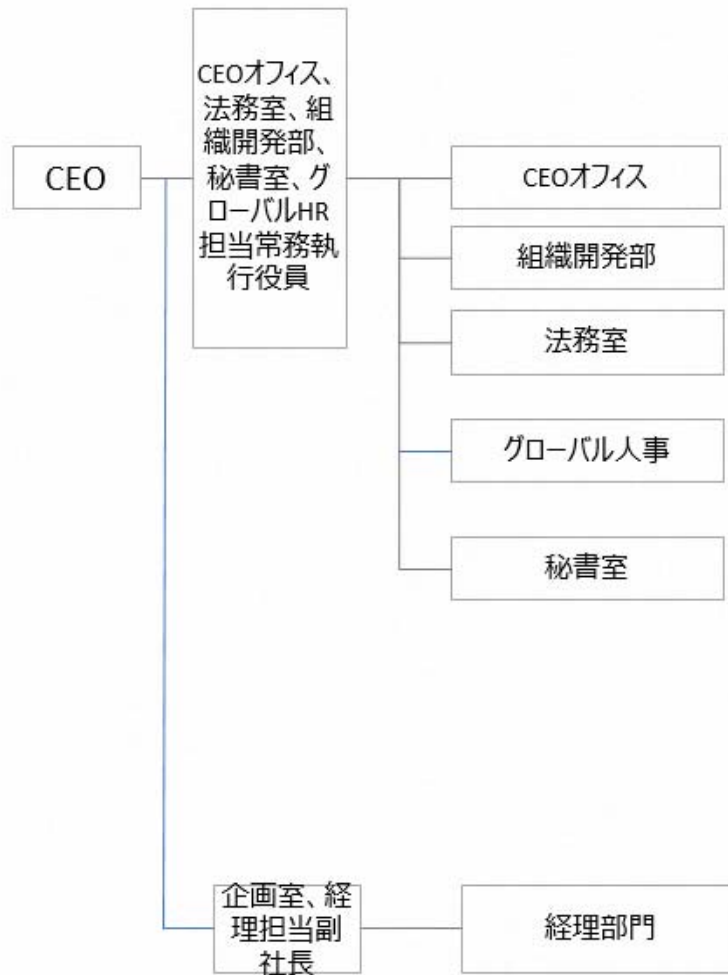 CEO
CEOオフィス、
法務室、組
織開発部、
秘書室、グ
ローバルHR
担当常務執
行役員
CEOオフィス
組織開発部
法務室
グローバル人事
秘書室
企画室、経
理担当副
社長
経理部門